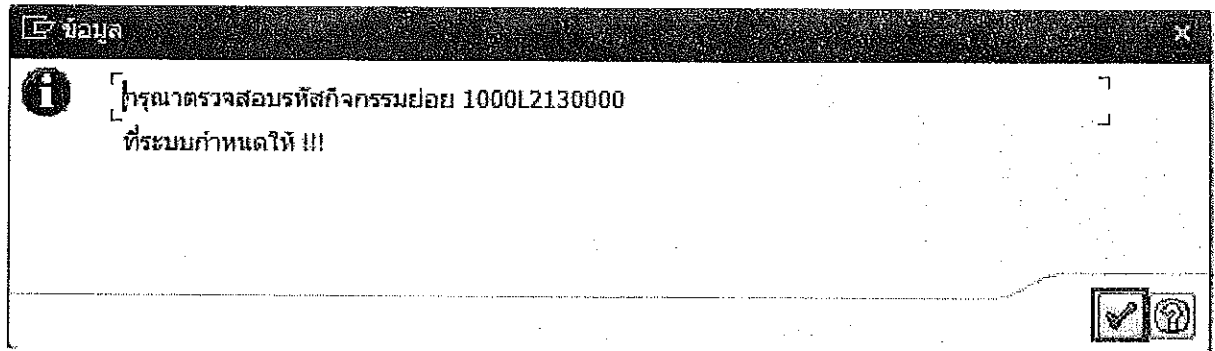 ข้อมูล
กรุณาตรวจสอบรหัสกิจกรรมย่อย 1000L2130000
ที่ระบบกำหนดให้ !!!